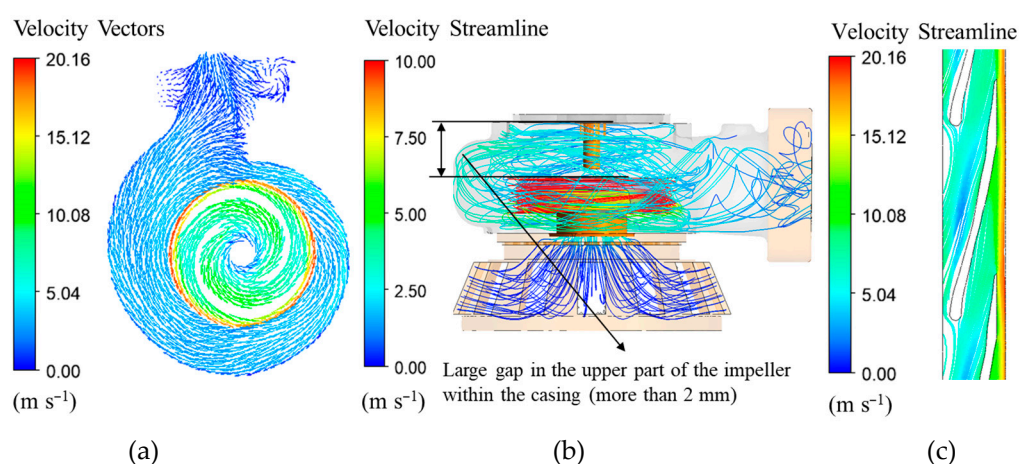 Velocity Vectors
20.16
15.12
10.08
5.04
0.00
(m s⁻¹)
(a)
Velocity Streamline
10.00
7.50
5.00
2.50
0.00
(m s⁻¹)
Large gap in the upper part of the impeller
within the casing (more than 2 mm)
(b)
Velocity Streamline
20.16
15.12
10.08
5.04
0.00
(m s⁻¹)
(c)